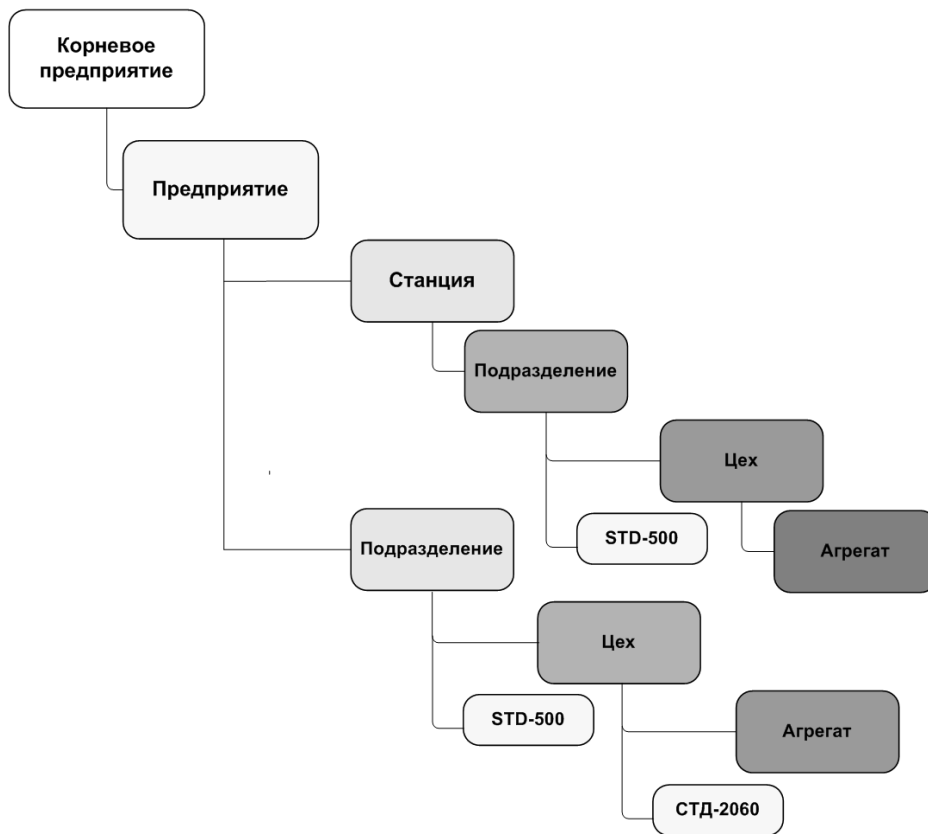 Корневое
предприятие
Предприятие
Станция
Подразделение
Цех
STD-500
Агрегат
Подразделение
Цех
STD-500
Агрегат
СТД-2060